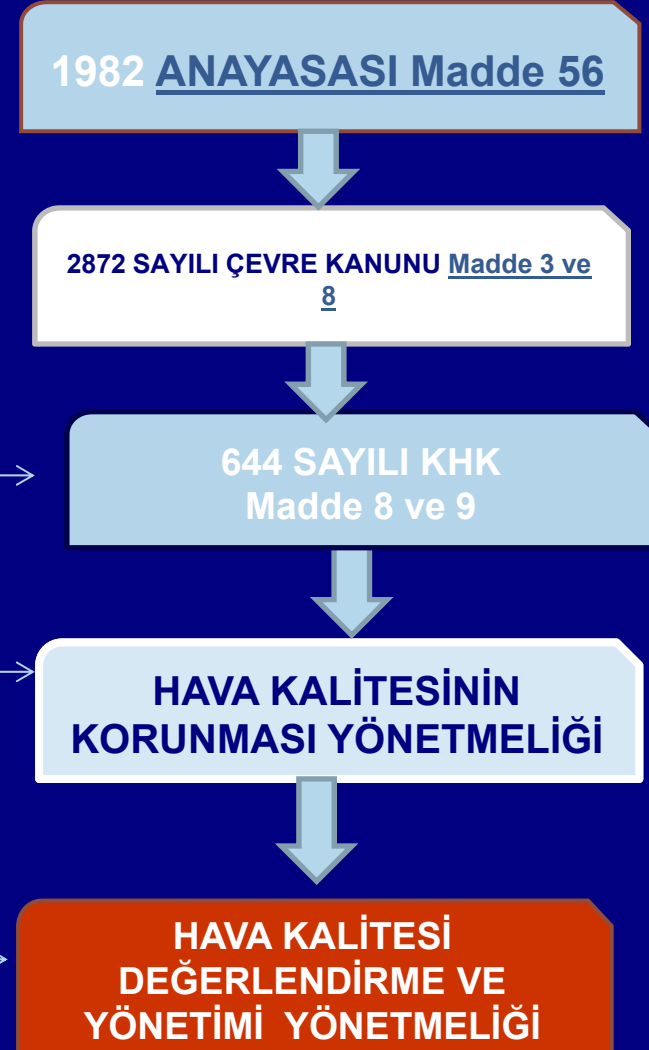 1982 ANAYASASI Madde 56
2872 SAYILI ÇEVRE KANUNU Madde 3 ve
8
644 SAYILI KHK
Madde 8 ve 9
HAVA KALİTESİNİN
KORUNMASI YÖNETMELİĞİ
HAVA KALİTESİ
DEĞERLENDİRME VE
YÖNETİMİ YÖNETMELİĞİ